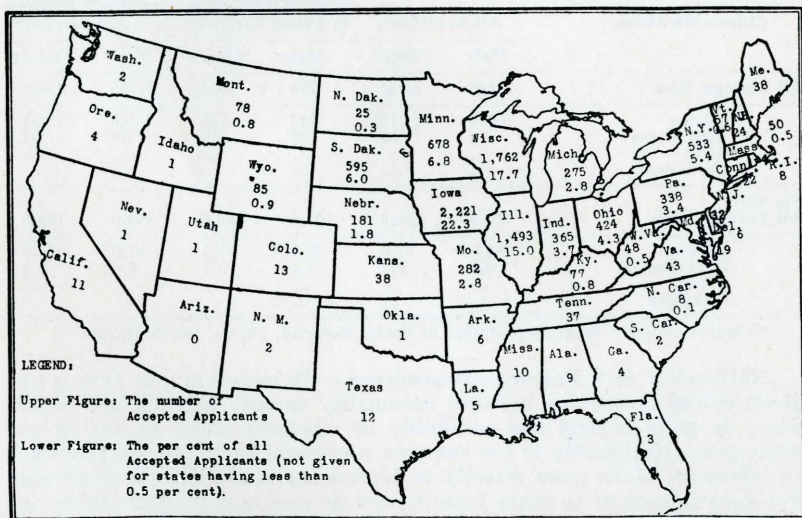 Wash.
2
Ore.
4
Calif.
11
Nev.
1
Idaho
1
Mont.
78
0.8
Wyo.
85
0.9
Utah
1
Ariz.
0
Colo.
13
N. M.
2
N. Dak.
25
0.3
S. Dak.
595
6.0
Nebr.
181
1.8
Kans.
38
Okla.
1
Texas
12
Minn.
678
6.8
Iowa
2,221
22.3
Mo.
282
2.8
Ark.
6
La.
5
Wisc.
1,762
17.7
Ill.
1,493
15.0
Mich.
275
2.8
Ind.
365
3.7
Ohio
424
4.3
Ky.
77
0.8
Tenn.
37
Miss.
10
Ala.
9
Ga.
4
Fla.
3
S. Car.
2
N. Car.
8
0.1
Va.
43
W. Va.
48
0.5
Pa.
338
3.4
N.Y.
533
5.4
Vt.
57
Me.
38
24
Mass
50
0.5
Conn.
22
R.I.
8
N.J.
32
Del.
6
Md.
19
LEGEND:
Upper Figure: The number of
Accepted Applicants
Lower Figure: The per cent of all
Accepted Applicants (not given
for states having less than
0.5 per cent).